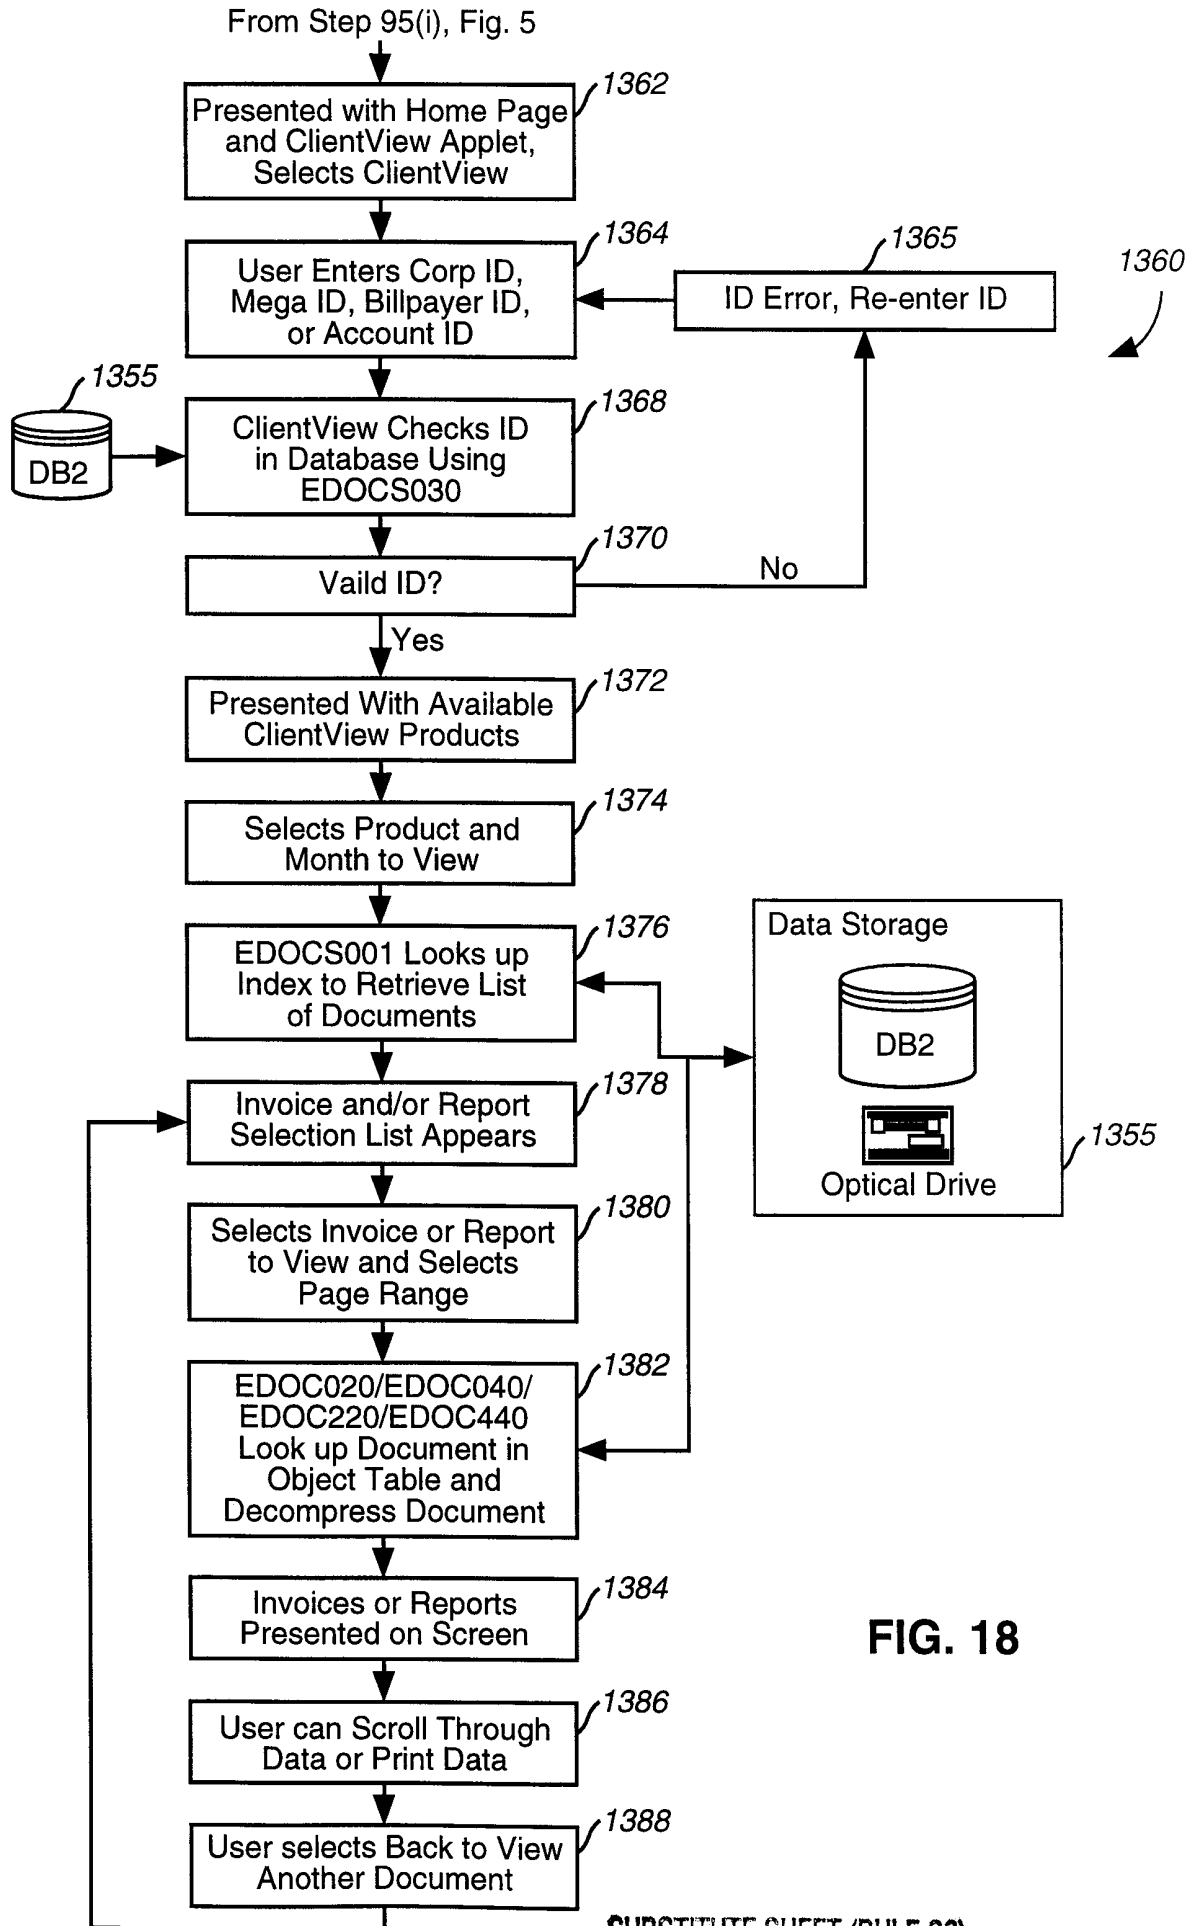 From Step 95(i), Fig. 5
1362
Presented with Home Page
and ClientView Applet,
Selects ClientView
1364
User Enters Corp ID,
Mega ID, Billpayer ID,
or Account ID
1365
ID Error, Re-enter ID
1360
1355
DB2
1368
ClientView Checks ID
in Database Using
EDOCS030
1370
Vaild ID?
No
Yes
1372
Presented With Available
ClientView Products
1374
Selects Product and
Month to View
1376
EDOCS001 Looks up
Index to Retrieve List
of Documents
Data Storage
DB2
Optical Drive
1355
1378
Invoice and/or Report
Selection List Appears
1380
Selects Invoice or Report
to View and Selects
Page Range
1382
EDOC020/EDOC040/
EDOC220/EDOC440
Look up Document in
Object Table and
Decompress Document
1384
Invoices or Reports
Presented on Screen
FIG. 18
1386
User can Scroll Through
Data or Print Data
1388
User selects Back to View
Another Document
SUBSTITUTE SHEET (RULE